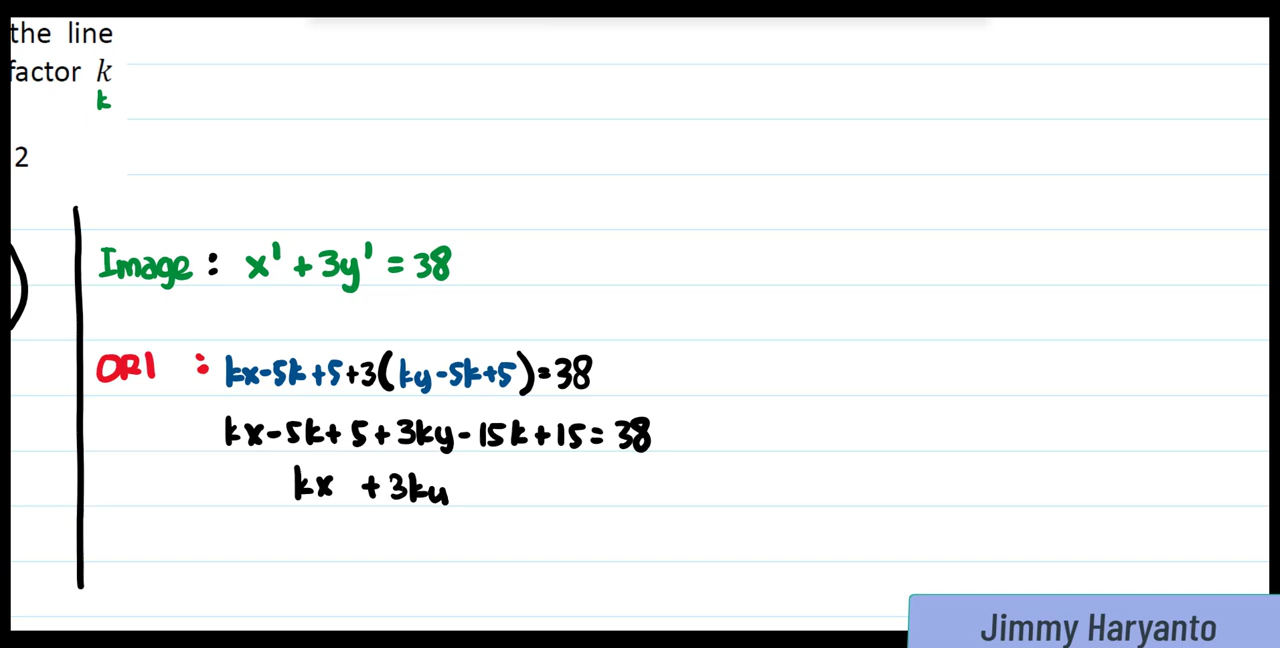 the line
factor k
k
2
Image : x' + 3y' = 38
ORI : kx-5k+5+3(ky-5k+5)=38
kx-5k+5+3ky-15k+15=38
kx +3ky
Jimmy Haryanto